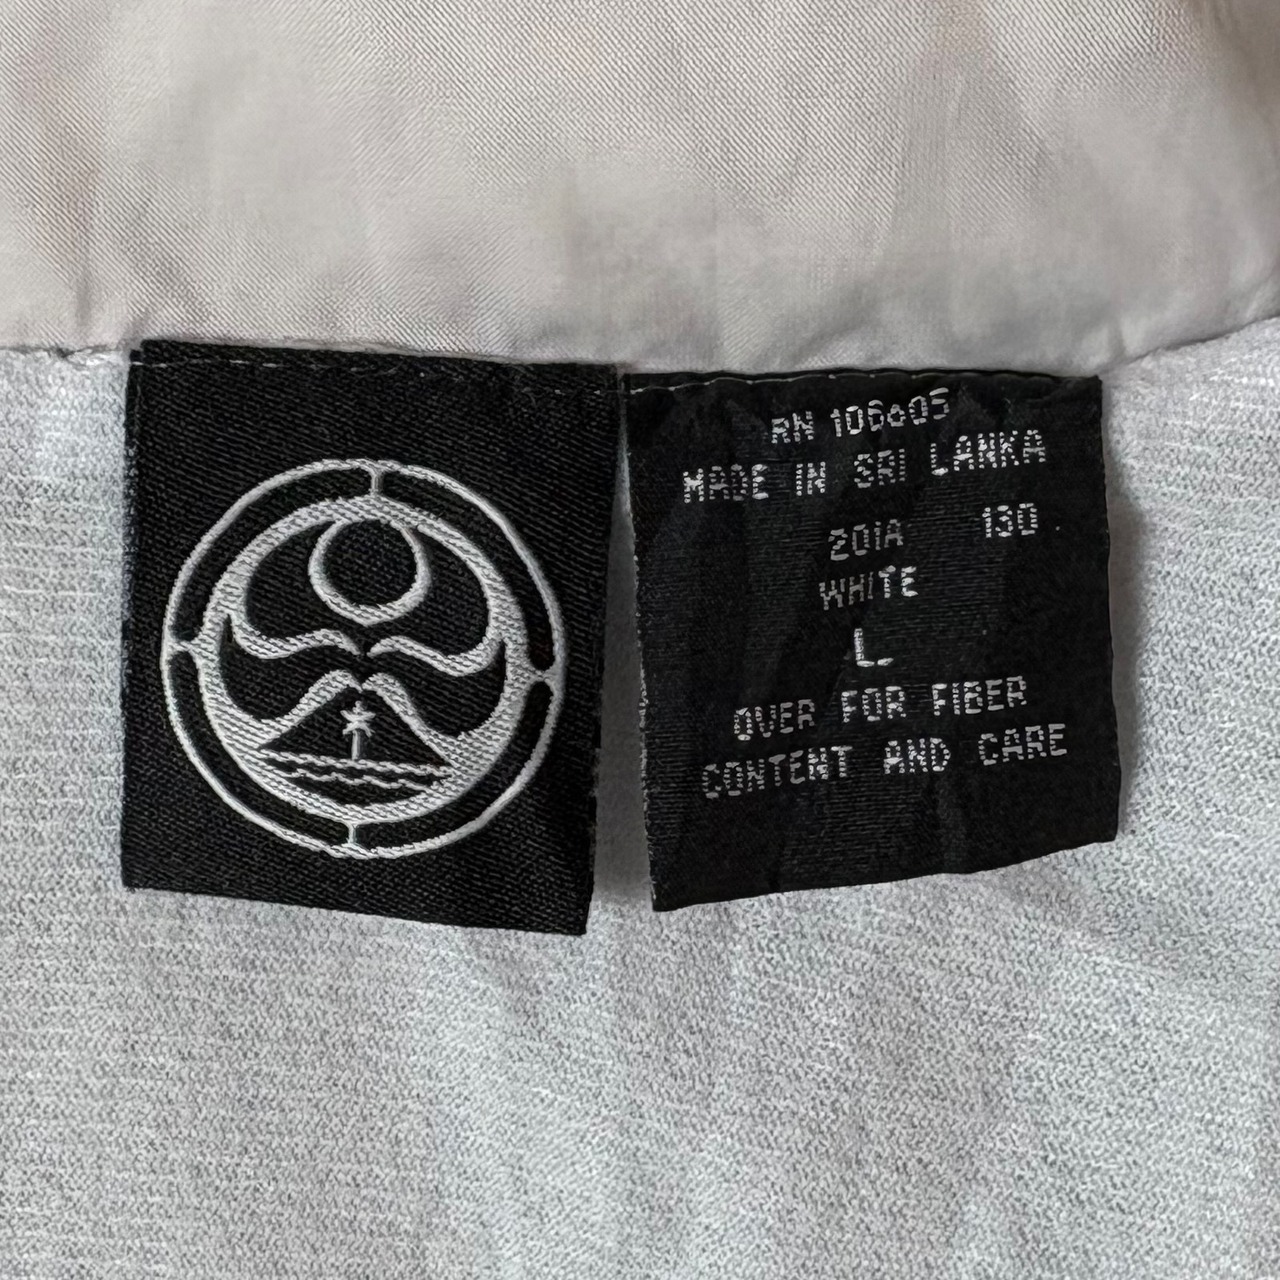 RN 106605
MADE IN SRI LANKA
201A 130
WHITE
L
OVER FOR FIBER
CONTENT AND CARE